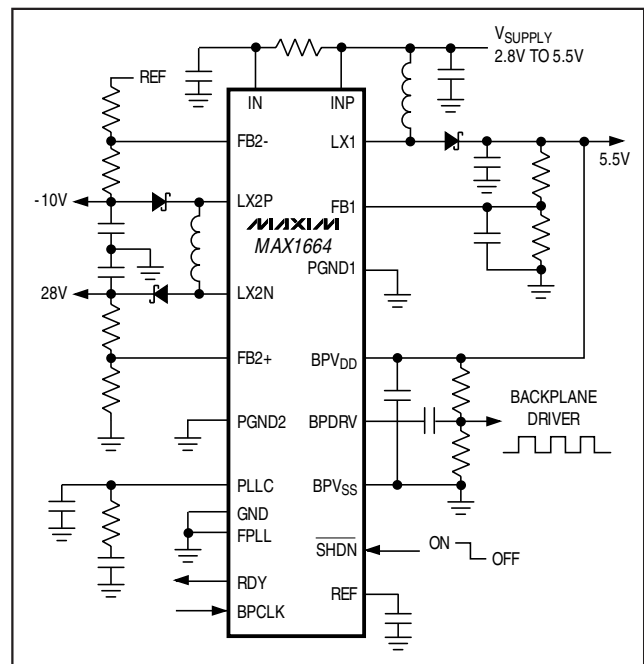 VSUPPLY
2.8V TO 5.5V
REF
IN
INP
FB2-
LX1
5.5V
-10V
LX2P
FB1
MAXIM
MAX1664
PGND1
28V
LX2N
FB2+
BPVDD
BACKPLANE
DRIVER
PGND2
BPDRV
PLLC
BPVSS
GND
FPLL
SHDN
ON
OFF
RDY
REF
BPCLK